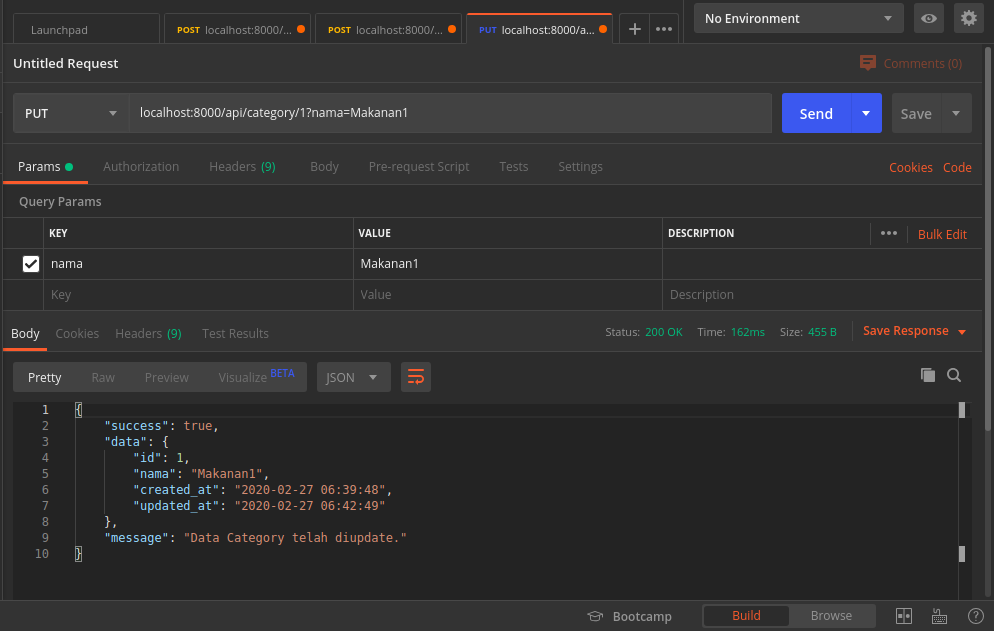 Launchpad
POST localhost:8000/...
POST localhost:8000/...
PUT localhost:8000/a...
No Environment
Untitled Request
Comments (0)
PUT
localhost:8000/api/category/1?nama=Makanan1
Send
Save
Params
Authorization
Headers (9)
Body
Pre-request Script
Tests
Settings
Cookies
Code
Query Params
KEY
VALUE
DESCRIPTION
Bulk Edit
nama
Makanan1
Key
Value
Description
Body
Cookies
Headers (9)
Test Results
Status: 200 OK
Time: 162ms
Size: 455 B
Save Response
Pretty
Raw
Preview
Visualize BETA
JSON
1 {
2 "success": true,
3 "data": {
4 "id": 1,
5 "nama": "Makanan1",
6 "created_at": "2020-02-27 06:39:48",
7 "updated_at": "2020-02-27 06:42:49"
8 },
9 "message": "Data Category telah diupdate."
10 }
Bootcamp
Build
Browse